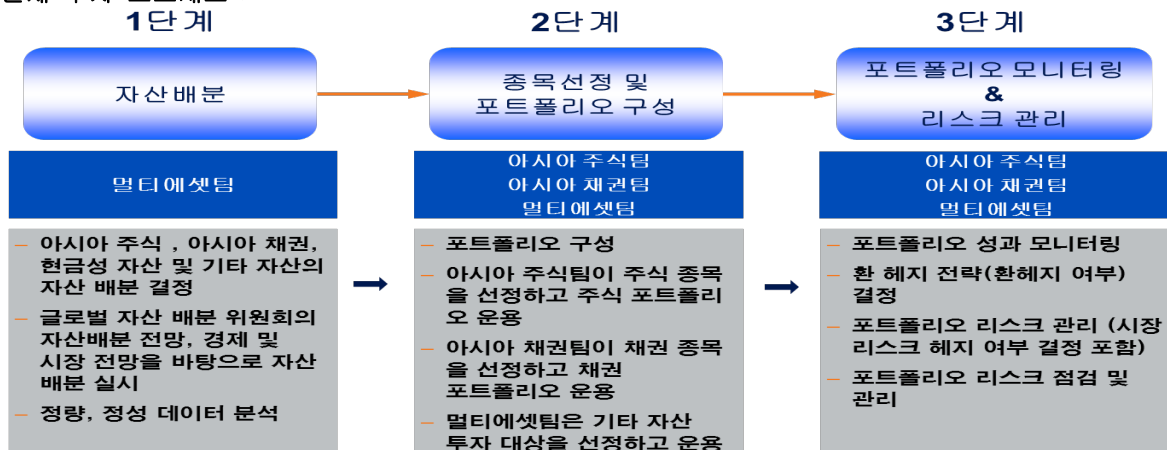 1단계
자산배분
멀티에셋팀
– 아시아 주식 , 아시아 채권,
현금성 자산 및 기타 자산의
자산 배분 결정
– 글로벌 자산 배분 위원회의
자산배분 전망, 경제 및
시장 전망을 바탕으로 자산
배분 실시
– 정량, 정성 데이터 분석
2단계
종목선정 및
포트폴리오 구성
아시아 주식팀
아시아 채권팀
멀티에셋팀
– 포트폴리오 구성
– 아시아 주식팀이 주식 종목
을 선정하고 주식 포트폴리
오 운용
– 아시아 채권팀이 채권 종목
을 선정하고 채권
포트폴리오 운용
– 멀티에셋팀은 기타 자산
투자 대상을 선정하고 운용
3단계
포트폴리오 모니터링
&
리스크 관리
아시아 주식팀
아시아 채권팀
멀티에셋팀
– 포트폴리오 성과 모니터링
– 환 헤지 전략(환헤지 여부)
결정
– 포트폴리오 리스크 관리 (시장
리스크 헤지 여부 결정 포함)
– 포트폴리오 리스크 점검 및
관리